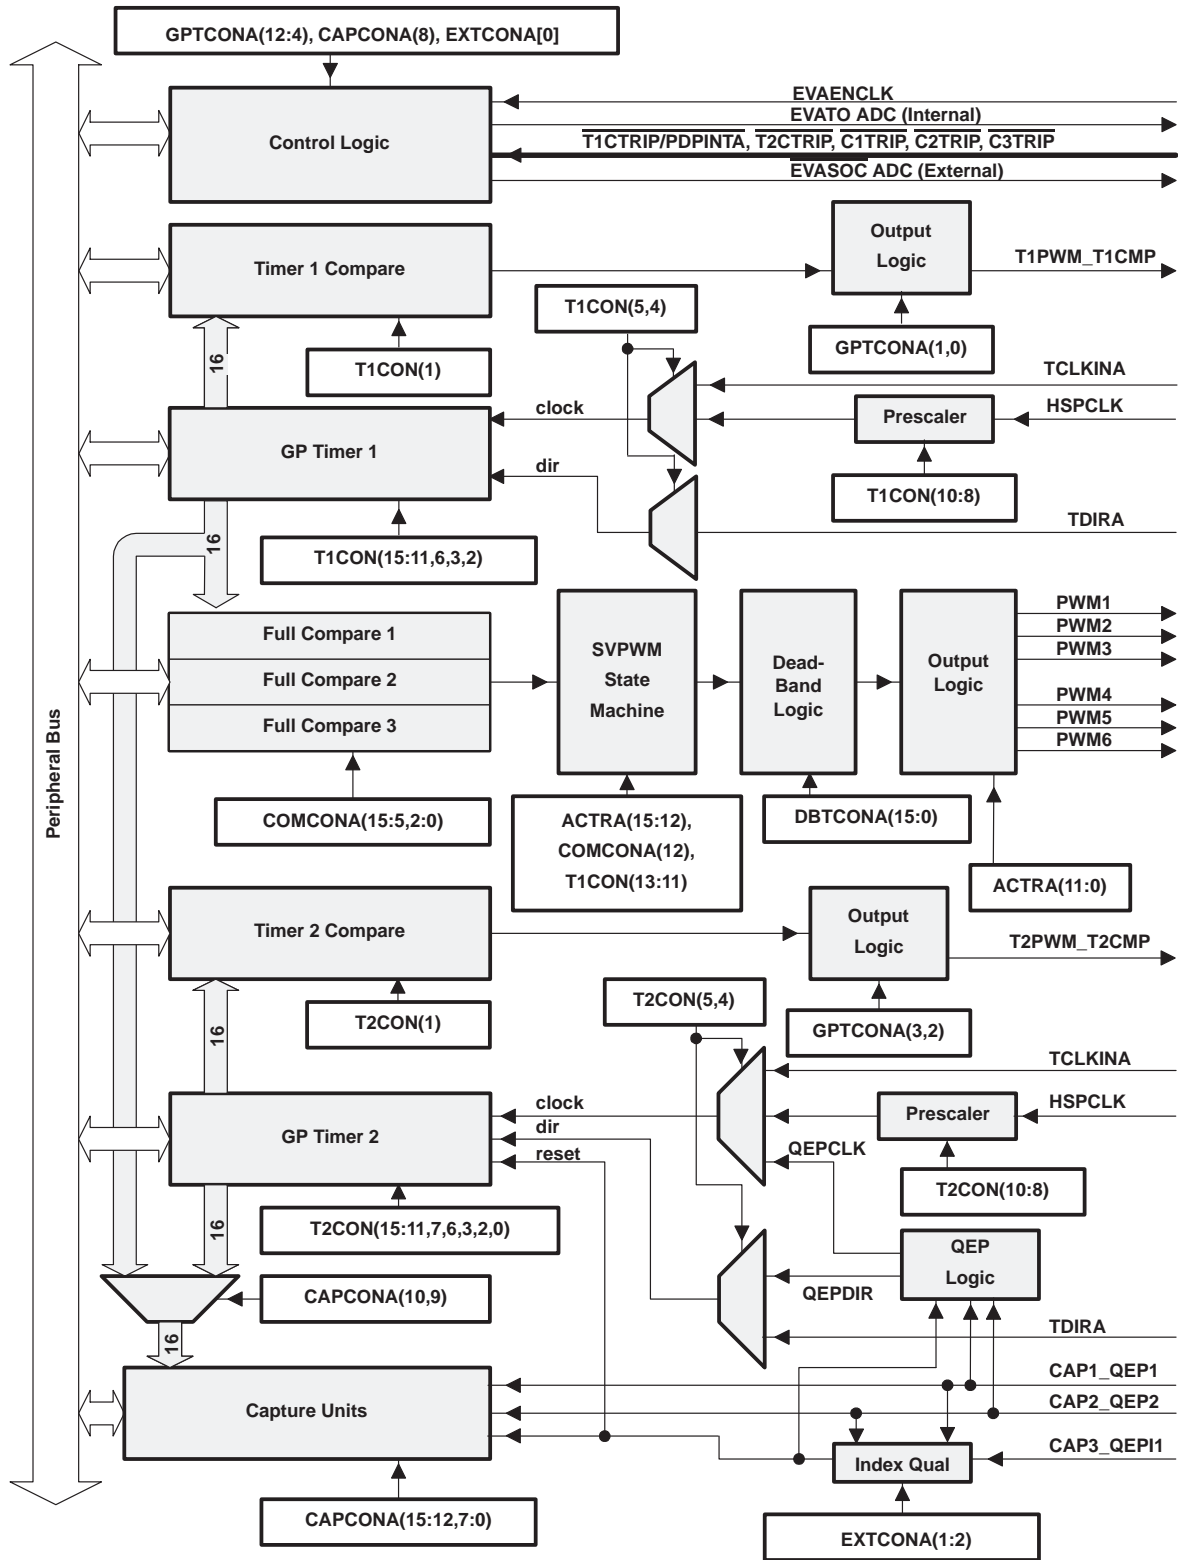 GPTCONA(12:4), CAPCONA(8), EXTCONA[0]
Control Logic
EVAENCLK
EVATO ADC (Internal)
T1CTRIP/PDPINTA, T2CTRIP, C1TRIP, C2TRIP, C3TRIP
EVASOC ADC (External)
Timer 1 Compare
Output
Logic
T1PWM_T1CMP
T1CON(5,4)
GPTCONA(1,0)
16
T1CON(1)
TCLKINA
clock
Prescaler
HSPCLK
GP Timer 1
dir
T1CON(10:8)
TDIRA
16
T1CON(15:11,6,3,2)
Full Compare 1
Full Compare 2
Full Compare 3
SVPWM
State
Machine
Dead-
Band
Logic
Output
Logic
PWM1
PWM2
PWM3
PWM4
PWM5
PWM6
Peripheral Bus
COMCONA(15:5,2:0)
ACTRA(15:12),
COMCONA(12),
T1CON(13:11)
DBTCONA(15:0)
ACTRA(11:0)
Timer 2 Compare
Output
Logic
T2PWM_T2CMP
T2CON(5,4)
GPTCONA(3,2)
16
T2CON(1)
TCLKINA
clock
Prescaler
HSPCLK
GP Timer 2
dir
reset
QEPCLK
T2CON(10:8)
16
T2CON(15:11,7,6,3,2,0)
QEP
Logic
QEPDIR
CAPCONA(10,9)
TDIRA
16
Capture Units
CAP1_QEP1
CAP2_QEP2
CAP3_QEPI1
Index Qual
CAPCONA(15:12,7:0)
EXTCONA(1:2)